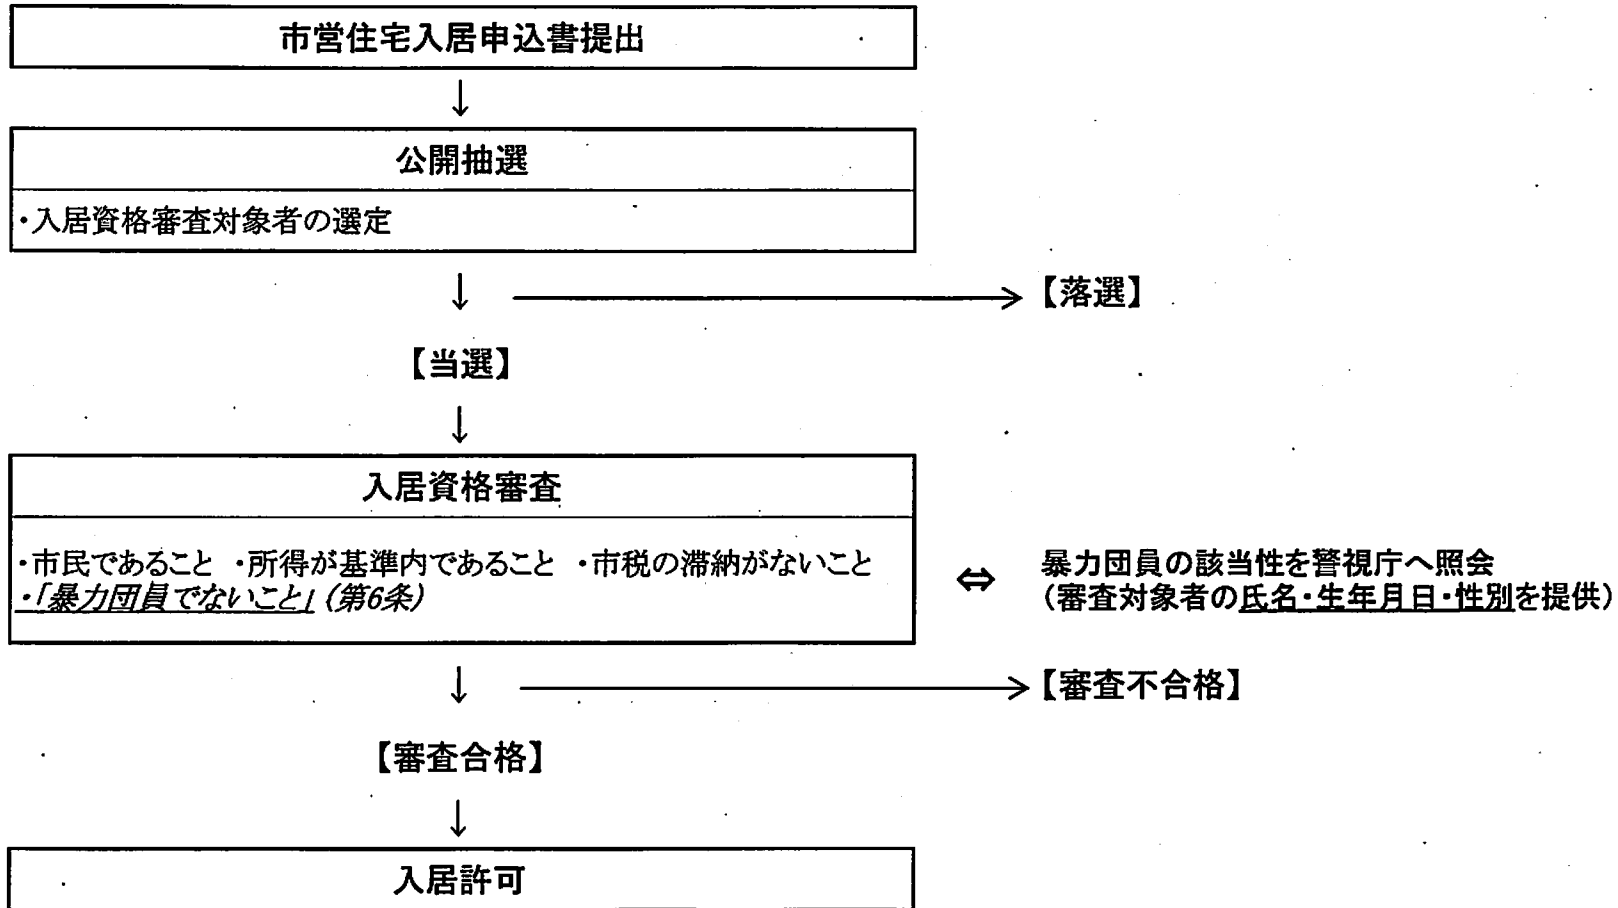 市営住宅入居申込書提出
↓
公開抽選
・入居資格審査対象者の選定
↓ → 【落選】
【当選】
↓
入居資格審査
・市民であること ・所得が基準内であること ・市税の滞納がないこと
・「暴力団員でないこと」(第6条)
⇔ 暴力団員の該当性を警視庁へ照会
(審査対象者の氏名・生年月日・性別を提供)
↓ → 【審査不合格】
【審査合格】
↓
入居許可